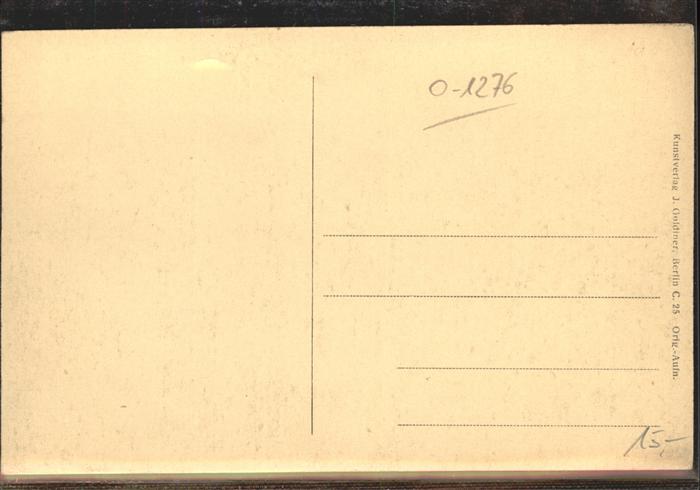 0-1276
Kunstverlag J. Goldiner, Berlin C. 25 Orig.-Aufn.
15,-